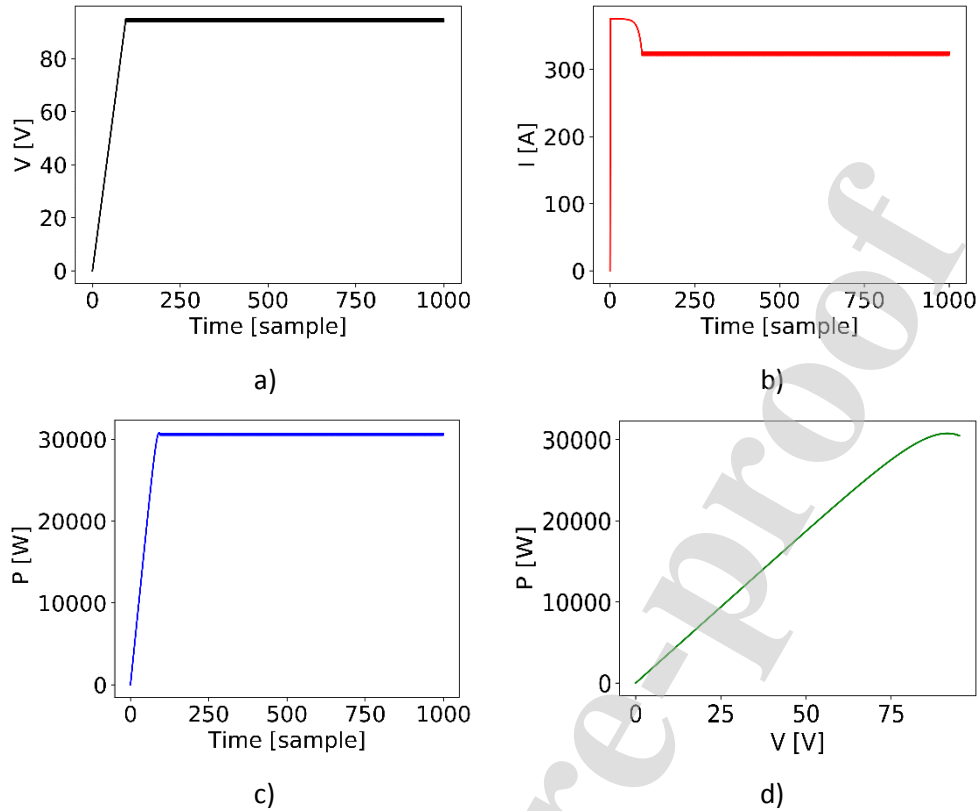 80
60
40
20
0
V [V]
0 250 500 750 1000
Time [sample]
a)
300
200
100
0
I [A]
0 250 500 750 1000
Time [sample]
b)
30000
20000
10000
0
P [W]
0 250 500 750 1000
Time [sample]
c)
30000
20000
10000
0
P [W]
0 25 50 75
V [V]
d)
re-proof